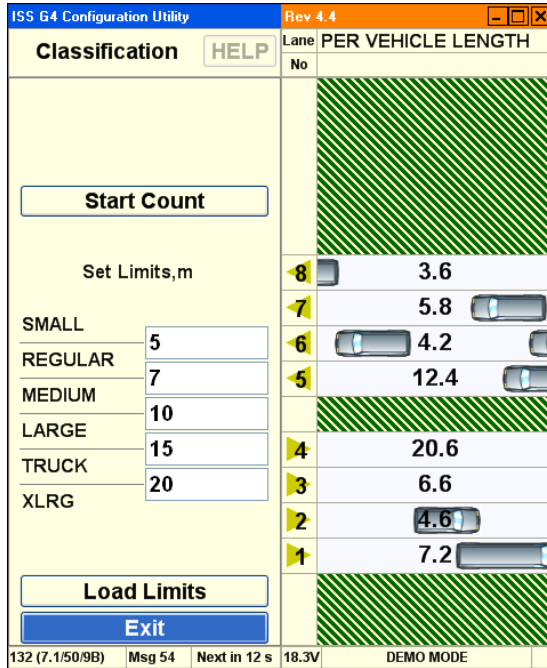 ISS G4 Configuration Utility
Rev 4.4
Classification
HELP
Lane No
PER VEHICLE LENGTH
Start Count
Set Limits,m
SMALL
5
REGULAR
7
MEDIUM
10
LARGE
15
TRUCK
20
XLRG
Load Limits
Exit
8 3.6
7 5.8
6 4.2
5 12.4
4 20.6
3 6.6
2 4.6
1 7.2
132 (7.1/50/9B) Msg 54 Next in 12 s 18.3V DEMO MODE